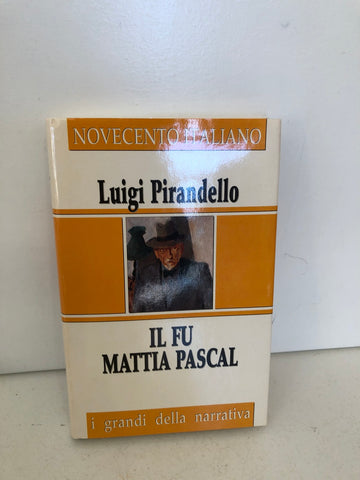 NOVECENTO ITALIANO
Luigi Pirandello
IL FU
MATTIA PASCAL
i grandi della narrativa